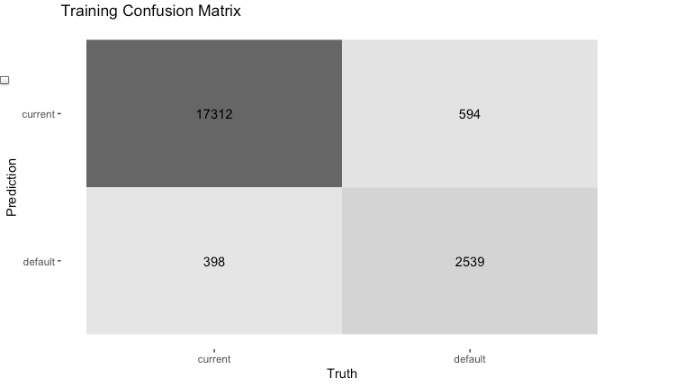 Training Confusion Matrix
17312
594
current
Prediction
default
398
2539
current
default
Truth